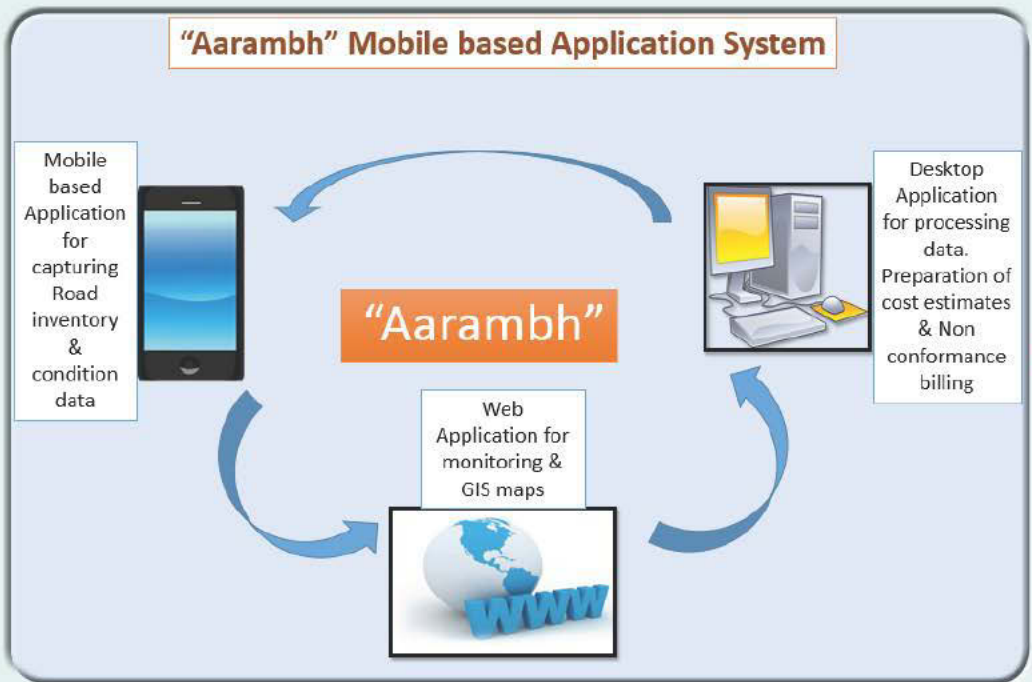 “Aarambh” Mobile based Application System
Mobile
based
Application
for
capturing
Road
inventory
&
condition
data
“Aarambh”
Desktop
Application
for processing
data.
Preparation of
cost estimates
& Non
conformance
billing
Web
Application for
monitoring &
GIS maps
www